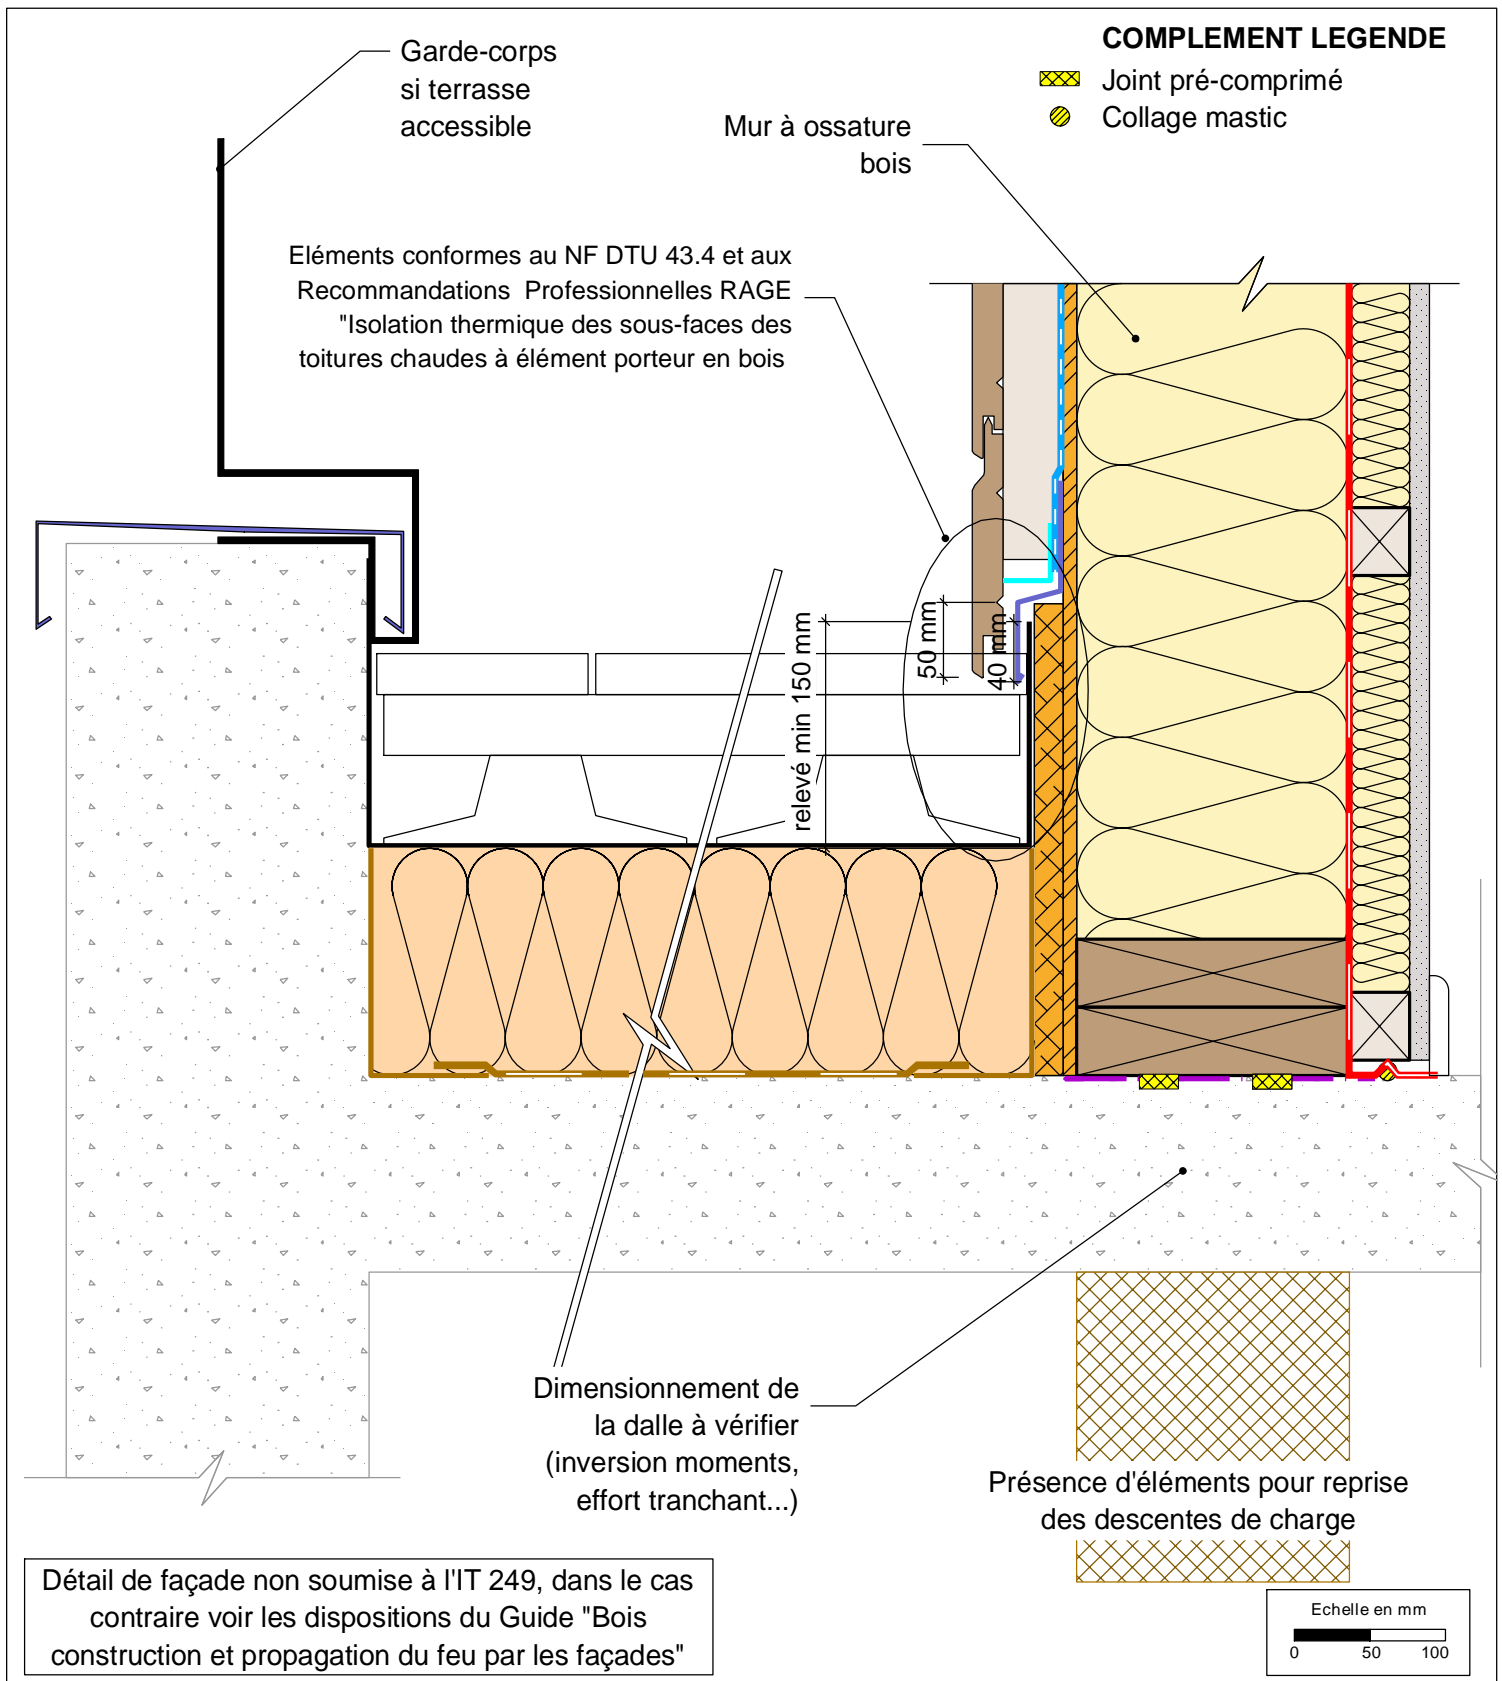 COMPLEMENT LEGENDE
Joint pré-comprimé
Collage mastic
Garde-corps
si terrasse
accessible
Mur à ossature
bois
Eléments conformes au NF DTU 43.4 et aux
Recommandations Professionnelles RAGE
"Isolation thermique des sous-faces des
toitures chaudes à élément porteur en bois
relevé min 150 mm
50 mm
40 mm
Dimensionnement de
la dalle à vérifier
(inversion moments,
effort tranchant...)
Présence d'éléments pour reprise
des descentes de charge
Détail de façade non soumise à l'IT 249, dans le cas
contraire voir les dispositions du Guide "Bois
construction et propagation du feu par les façades"
Echelle en mm
0 50 100